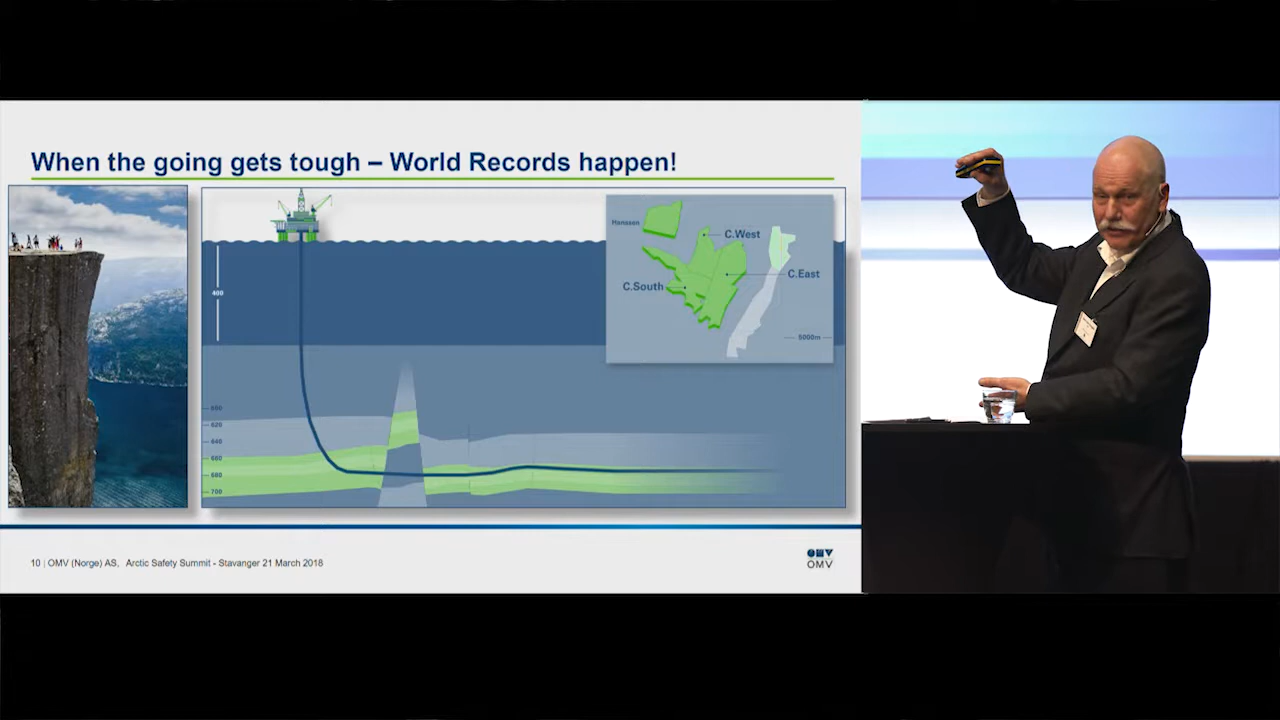 When the going gets tough – World Records happen!
400
620
640
660
680
700
Hanssen
C.West
C.East
C.South
5000m
10 | OMV (Norge) AS, Arctic Safety Summit - Stavanger 21 March 2018
OMV
OMV